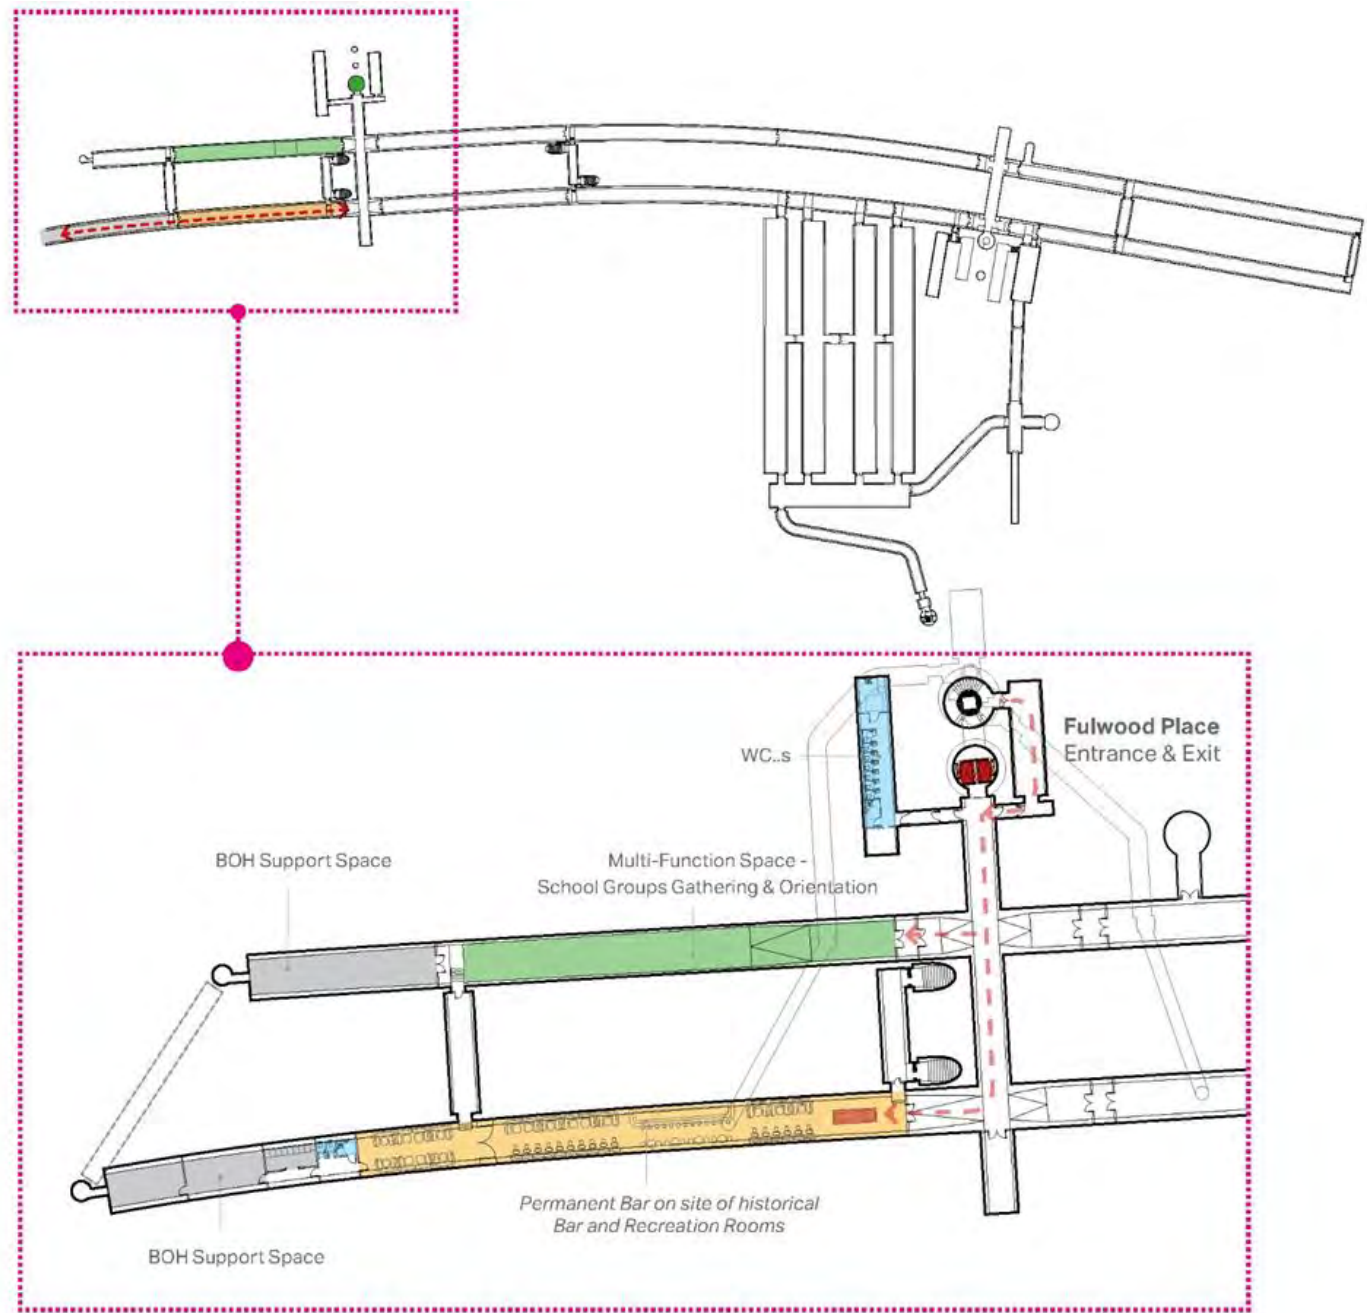 Fulwood Place
Entrance & Exit
WC..s
BOH Support Space
Multi-Function Space -
School Groups Gathering & Orientation
Permanent Bar on site of historical
Bar and Recreation Rooms
BOH Support Space